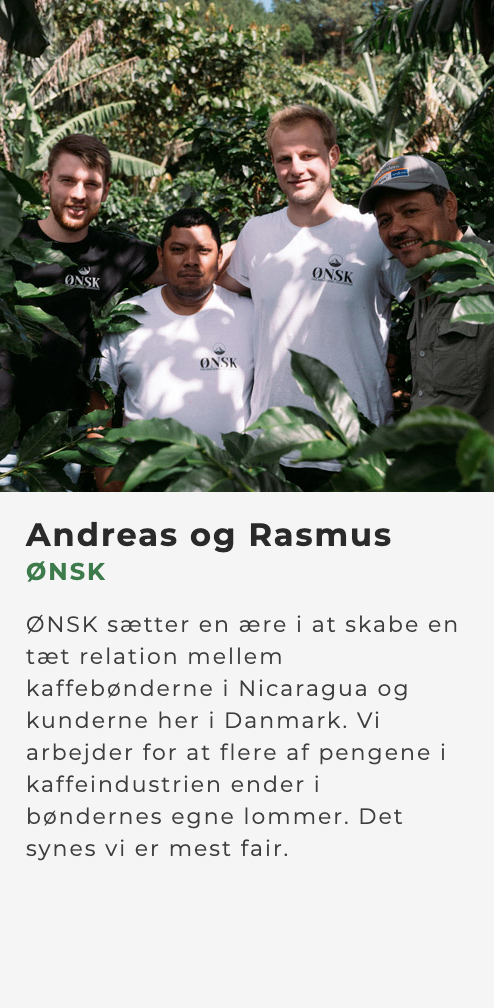 ØNSK
ØNSK
ØNSK
Andreas og Rasmus
ØNSK
ØNSK sætter en ære i at skabe en
tæt relation mellem
kaffebønderne i Nicaragua og
kunderne her i Danmark. Vi
arbejder for at flere af pengene i
kaffeindustrien ender i
bøndernes egne lommer. Det
synes vi er mest fair.